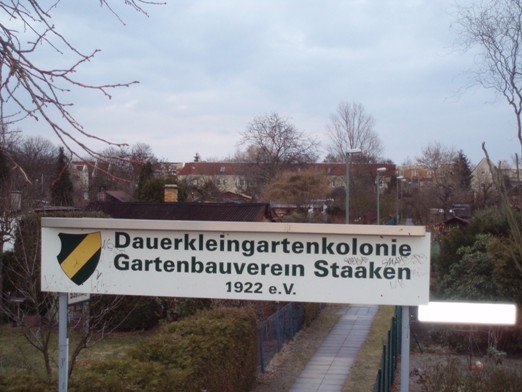 Dauerkleingartenkolonie
Gartenbauverein Staaken
1922 e.V.